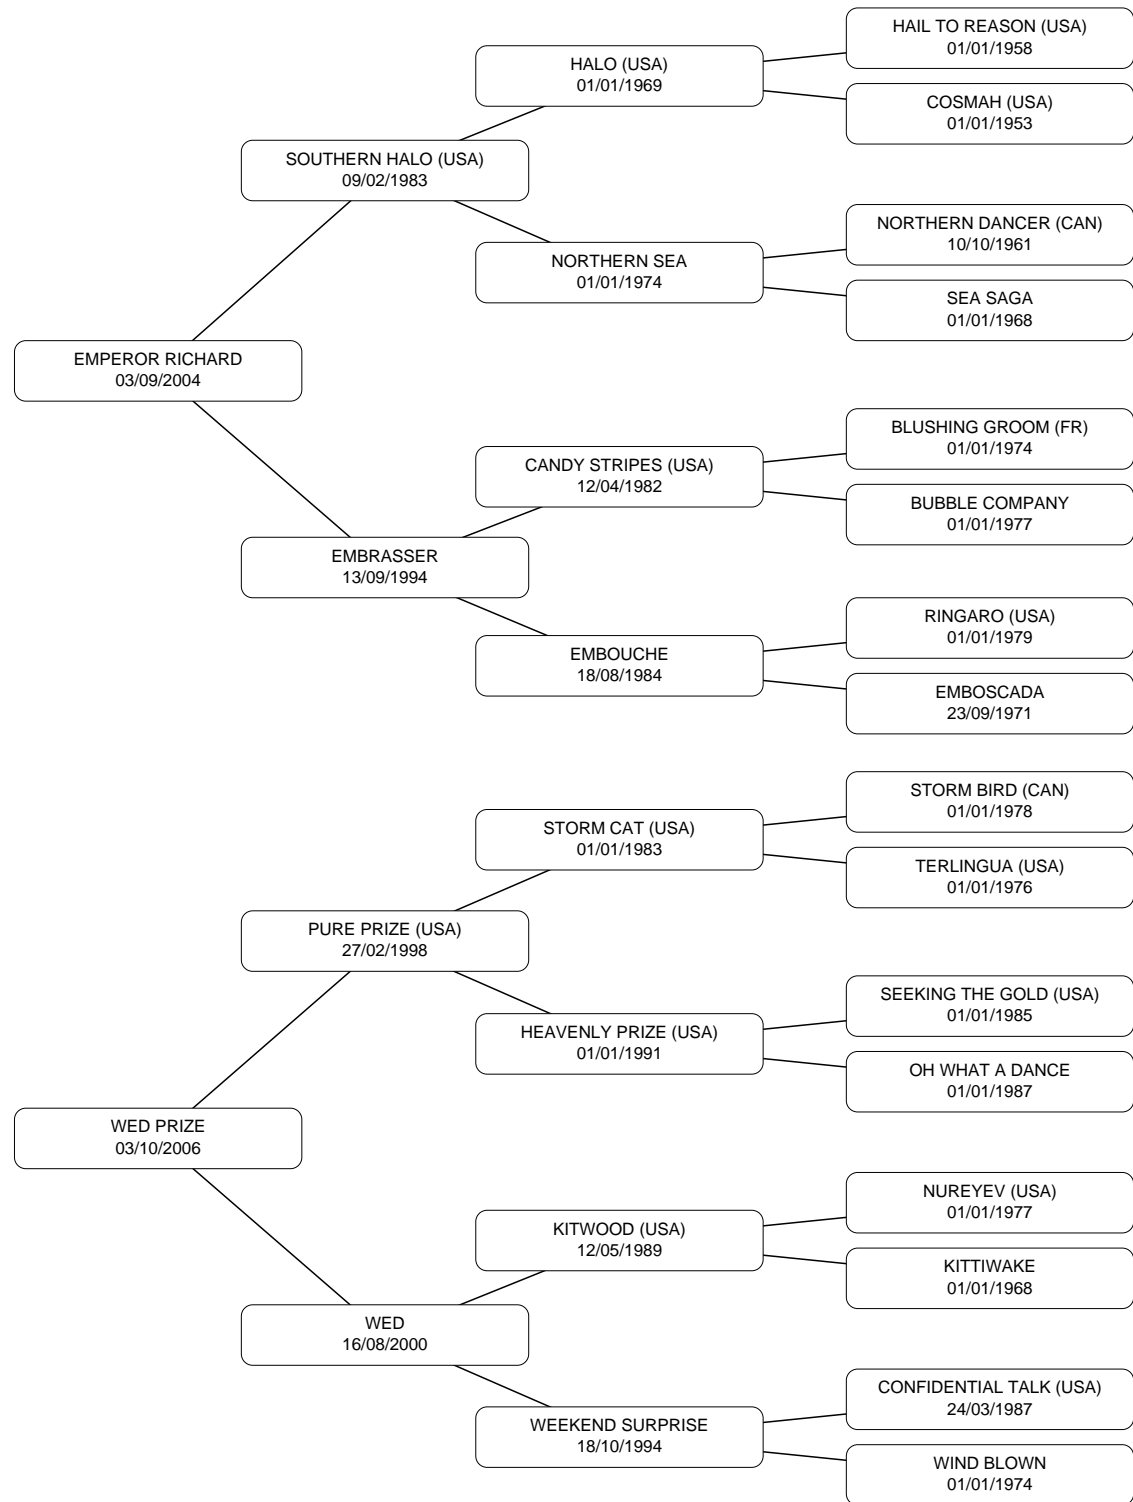 HAIL TO REASON (USA)
01/01/1958
HALO (USA)
01/01/1969
COSMAH (USA)
01/01/1953
SOUTHERN HALO (USA)
09/02/1983
NORTHERN DANCER (CAN)
10/10/1961
NORTHERN SEA
01/01/1974
SEA SAGA
01/01/1968
EMPEROR RICHARD
03/09/2004
BLUSHING GROOM (FR)
01/01/1974
CANDY STRIPES (USA)
12/04/1982
BUBBLE COMPANY
01/01/1977
EMBRASSER
13/09/1994
RINGARO (USA)
01/01/1979
EMBOUCHE
18/08/1984
EMBOSCADA
23/09/1971
STORM BIRD (CAN)
01/01/1978
STORM CAT (USA)
01/01/1983
TERLINGUA (USA)
01/01/1976
PURE PRIZE (USA)
27/02/1998
SEEKING THE GOLD (USA)
01/01/1985
HEAVENLY PRIZE (USA)
01/01/1991
OH WHAT A DANCE
01/01/1987
WED PRIZE
03/10/2006
NUREYEV (USA)
01/01/1977
KITWOOD (USA)
12/05/1989
KITTIWAKE
01/01/1968
WED
16/08/2000
CONFIDENTIAL TALK (USA)
24/03/1987
WEEKEND SURPRISE
18/10/1994
WIND BLOWN
01/01/1974